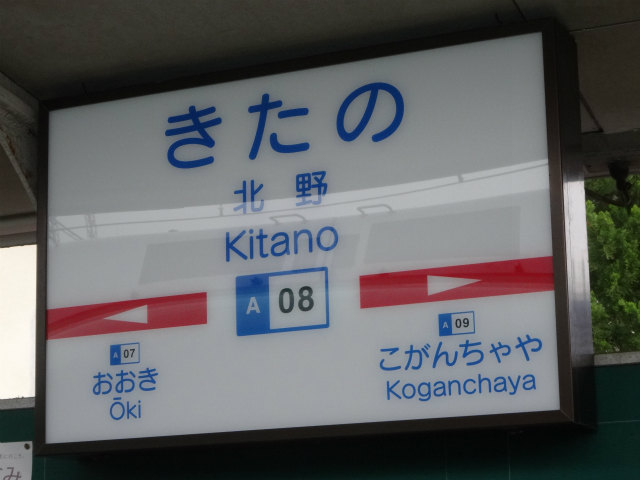 きたの
北野
Kitano
A 08
A 07
おおき
Ōki
A 09
こがんちゃや
Koganchaya
み